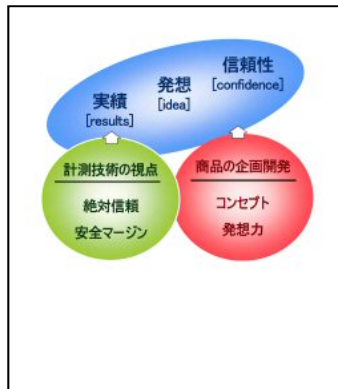 実績
[results]
発想
[idea]
信頼性
[confidence]
計測技術の視点
絶対信頼
安全マージン
商品の企画開発
コンセプト
発想力